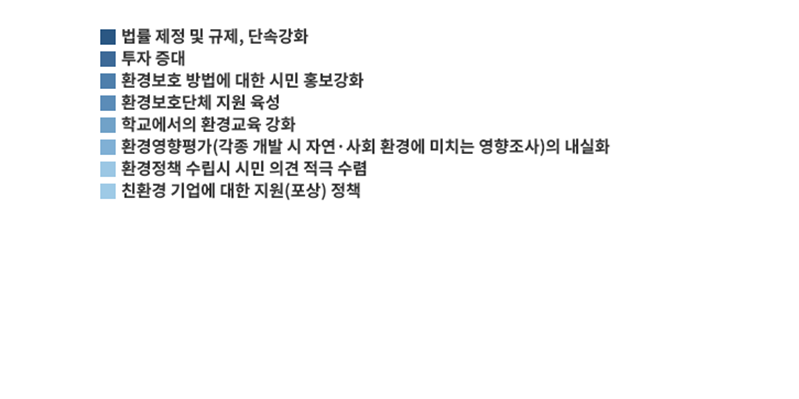 법률 제정 및 규제, 단속강화
투자 증대
환경보호 방법에 대한 시민 홍보강화
환경보호단체 지원 육성
학교에서의 환경교육 강화
환경영향평가(각종 개발 시 자연·사회 환경에 미치는 영향조사)의 내실화
환경정책 수립시 시민 의견 적극 수렴
친환경 기업에 대한 지원(포상) 정책